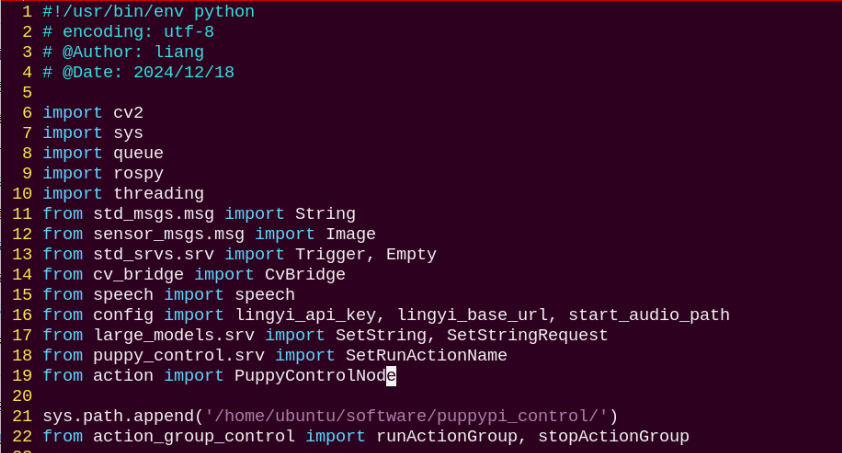 1 #!/usr/bin/env python
2 # encoding: utf-8
3 # @Author: liang
4 # @Date: 2024/12/18
5
6 import cv2
7 import sys
8 import queue
9 import rospy
10 import threading
11 from std_msgs.msg import String
12 from sensor_msgs.msg import Image
13 from std_srvs.srv import Trigger, Empty
14 from cv_bridge import CvBridge
15 from speech import speech
16 from config import lingyi_api_key, lingyi_base_url, start_audio_path
17 from large_models.srv import SetString, SetStringRequest
18 from puppy_control.srv import SetRunActionName
19 from action import PuppyControlNode
20
21 sys.path.append('/home/ubuntu/software/puppypi_control/')
22 from action_group_control import runActionGroup, stopActionGroup